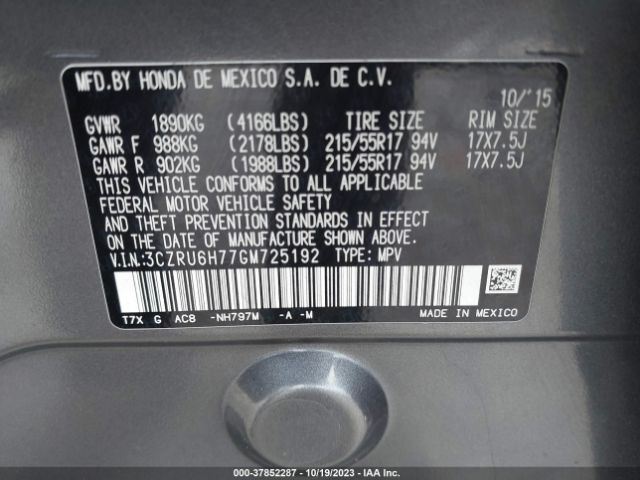 MFD.BY HONDA DE MEXICO S.A. DE C.V.
10/'15
GVWR 1890KG (4166LBS) TIRE SIZE RIM SIZE
GAWR F 988KG (2178LBS) 215/55R17 94V 17X7.5J
GAWR R 902KG (1988LBS) 215/55R17 94V 17X7.5J
THIS VEHICLE CONFORMS TO ALL APPLICABLE
FEDERAL MOTOR VEHICLE SAFETY
AND THEFT PREVENTION STANDARDS IN EFFECT
ON THE DATE OF MANUFACTURE SHOWN ABOVE.
V.I.N.:3CZRU6H77GM725192 TYPE: MPV
T7X G AC8 -NH797M -A -M MADE IN MEXICO
000-37852287 - 10/19/2023 - IAA Inc.